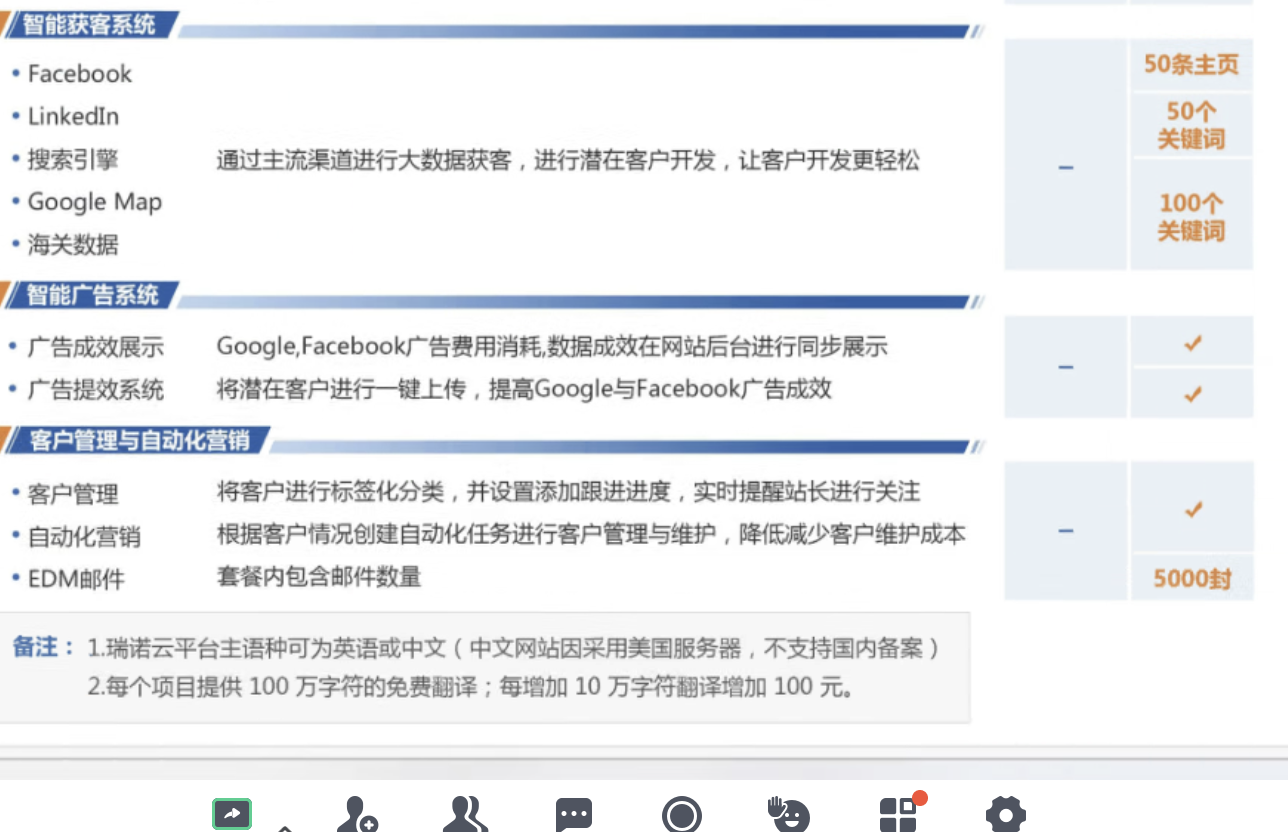 智能获客系统
• Facebook
50条主页
• LinkedIn
50个
关键词
• 搜索引擎 通过主流渠道进行大数据获客，进行潜在客户开发，让客户开发更轻松
–
• Google Map
100个
关键词
• 海关数据
智能广告系统
• 广告成效展示 Google,Facebook广告费用消耗,数据成效在网站后台进行同步展示 ✓
–
• 广告提效系统 将潜在客户进行一键上传，提高Google与Facebook广告成效 ✓
客户管理与自动化营销
• 客户管理 将客户进行标签化分类，并设置添加跟进进度，实时提醒站长进行关注 ✓
• 自动化营销 根据客户情况创建自动化任务进行客户管理与维护，降低减少客户维护成本 –
• EDM邮件 套餐内包含邮件数量 5000封
备注： 1.瑞诺云平台主语种可为英语或中文（中文网站因采用美国服务器，不支持国内备案）
2.每个项目提供 100 万字符的免费翻译；每增加 10 万字符翻译增加 100 元。